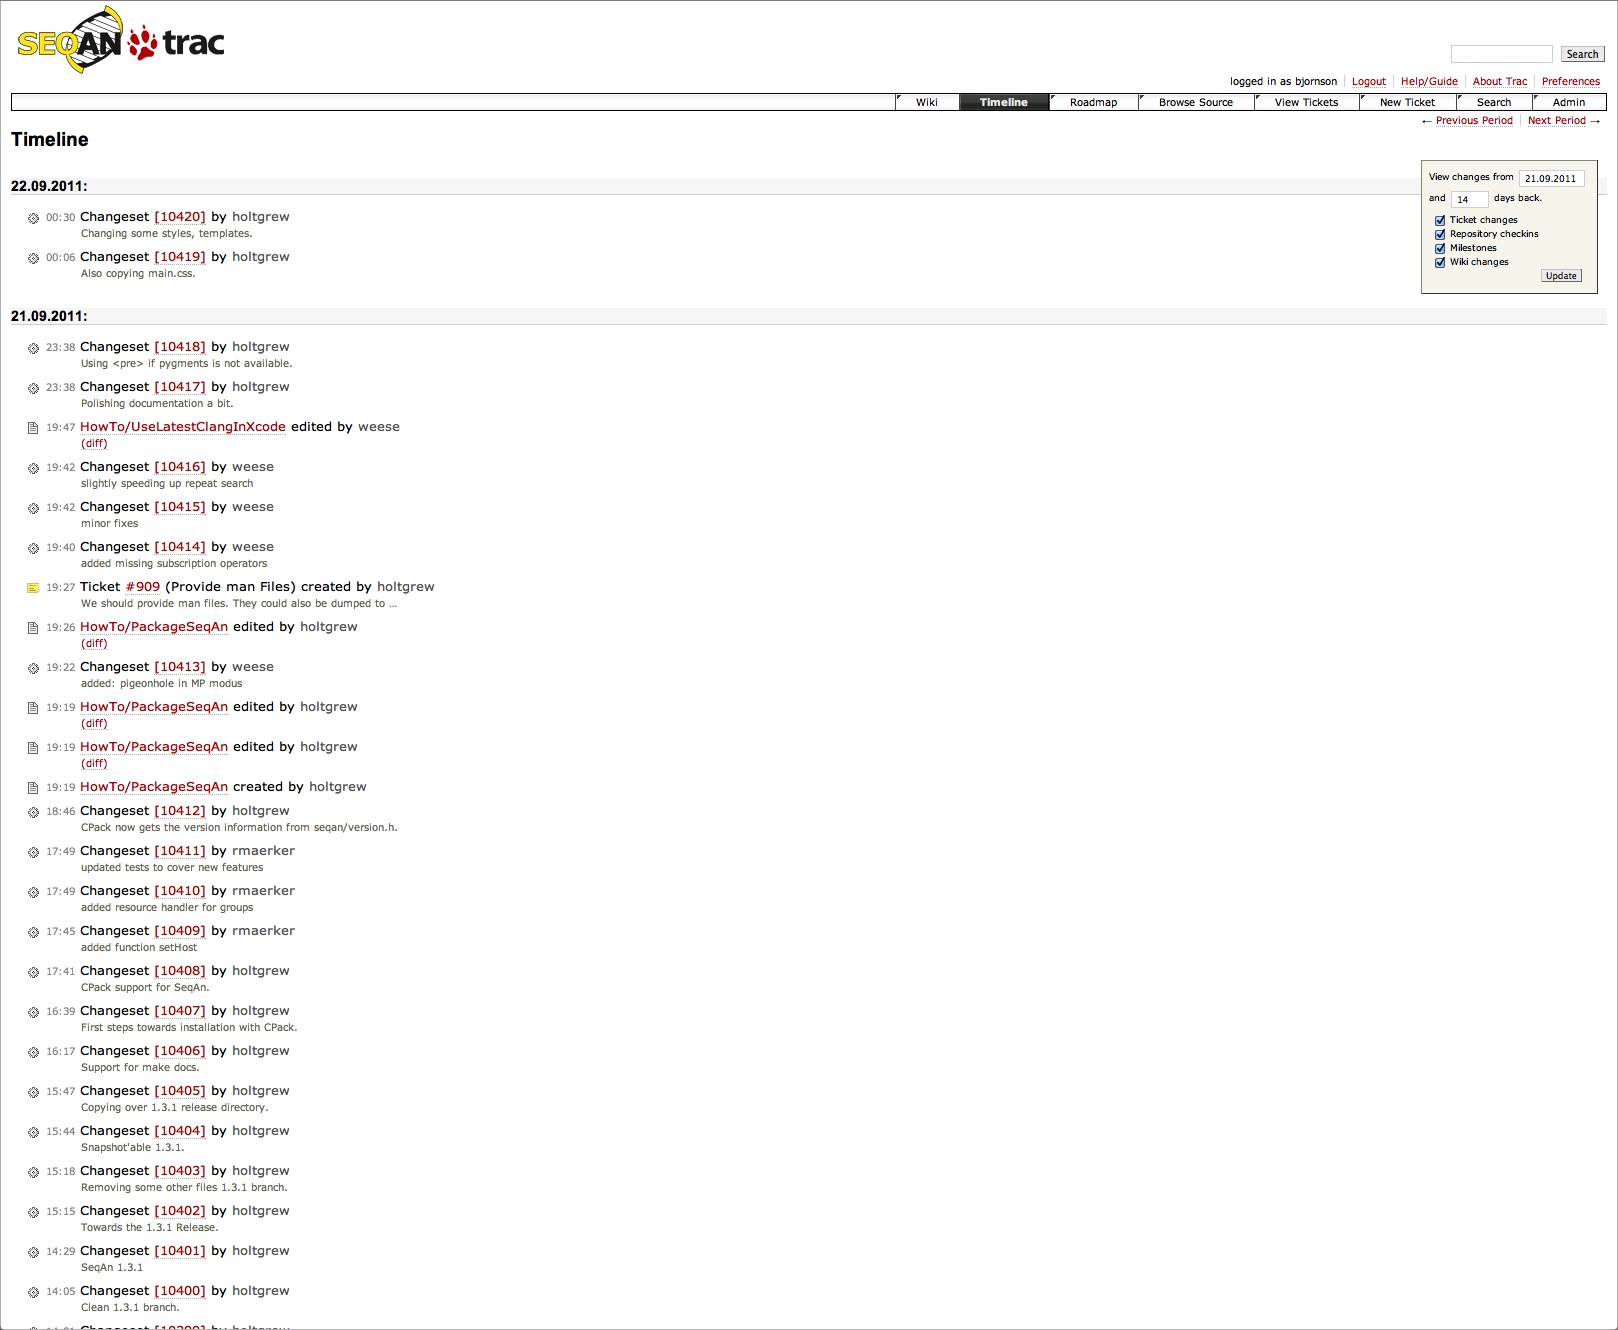 SEQAN trac
Search
logged in as bjornson Logout Help/Guide About Trac Preferences
Wiki Timeline Roadmap Browse Source View Tickets New Ticket Search Admin
← Previous Period Next Period →
Timeline
View changes from 21.09.2011
and 14 days back.
Ticket changes
Repository checkins
Milestones
Wiki changes
Update
22.09.2011:
00:30 Changeset [10420] by holtgrew
Changing some styles, templates.
00:06 Changeset [10419] by holtgrew
Also copying main.css.
21.09.2011:
23:38 Changeset [10418] by holtgrew
Using <pre> if pygments is not available.
23:38 Changeset [10417] by holtgrew
Polishing documentation a bit.
19:47 HowTo/UseLatestClangInXcode edited by weese
(diff)
19:42 Changeset [10416] by weese
slightly speeding up repeat search
19:42 Changeset [10415] by weese
minor fixes
19:40 Changeset [10414] by weese
added missing subscription operators
19:27 Ticket #909 (Provide man Files) created by holtgrew
We should provide man files. They could also be dumped to …
19:26 HowTo/PackageSeqAn edited by holtgrew
(diff)
19:22 Changeset [10413] by weese
added: pigeonhole in MP modus
19:19 HowTo/PackageSeqAn edited by holtgrew
(diff)
19:19 HowTo/PackageSeqAn edited by holtgrew
(diff)
19:19 HowTo/PackageSeqAn created by holtgrew
18:46 Changeset [10412] by holtgrew
CPack now gets the version information from seqan/version.h.
17:49 Changeset [10411] by rmaerker
updated tests to cover new features
17:49 Changeset [10410] by rmaerker
added resource handler for groups
17:45 Changeset [10409] by rmaerker
added function setHost
17:41 Changeset [10408] by holtgrew
CPack support for SeqAn.
16:39 Changeset [10407] by holtgrew
First steps towards installation with CPack.
16:17 Changeset [10406] by holtgrew
Support for make docs.
15:47 Changeset [10405] by holtgrew
Copying over 1.3.1 release directory.
15:44 Changeset [10404] by holtgrew
Snapshot'able 1.3.1.
15:18 Changeset [10403] by holtgrew
Removing some other files 1.3.1 branch.
15:15 Changeset [10402] by holtgrew
Towards the 1.3.1 Release.
14:29 Changeset [10401] by holtgrew
SeqAn 1.3.1
14:05 Changeset [10400] by holtgrew
Clean 1.3.1 branch.